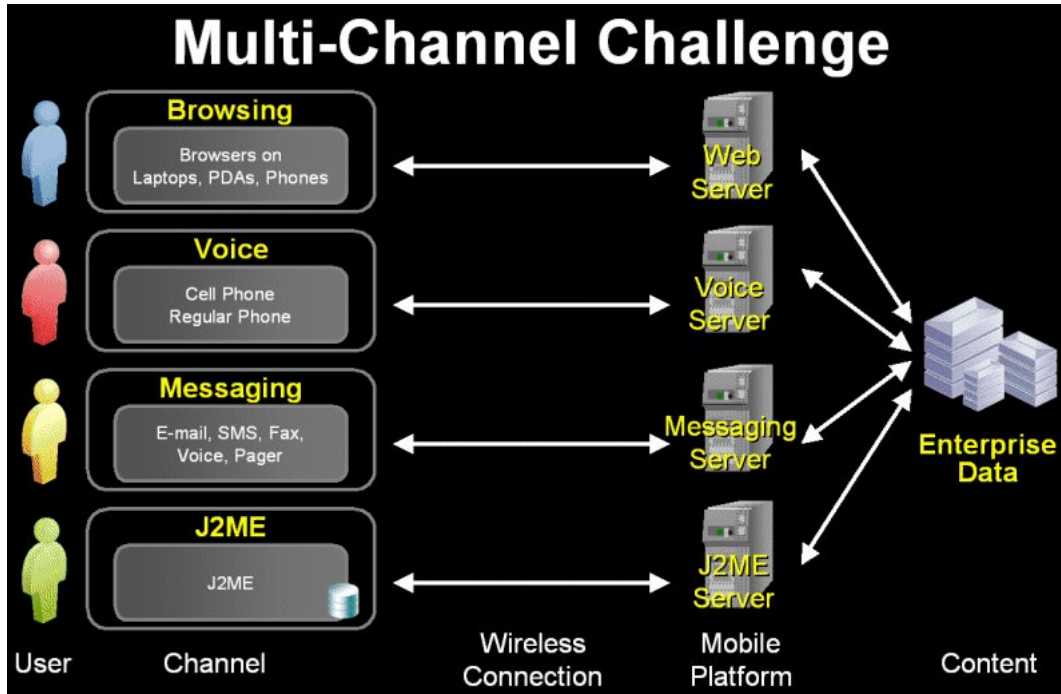 Multi-Channel Challenge
Browsing
Browsers on
Laptops, PDAs, Phones
Web
Server
Voice
Cell Phone
Regular Phone
Voice
Server
Messaging
E-mail, SMS, Fax,
Voice, Pager
Messaging
Server
Enterprise
Data
J2ME
J2ME
J2ME
Server
User
Channel
Wireless
Connection
Mobile
Platform
Content